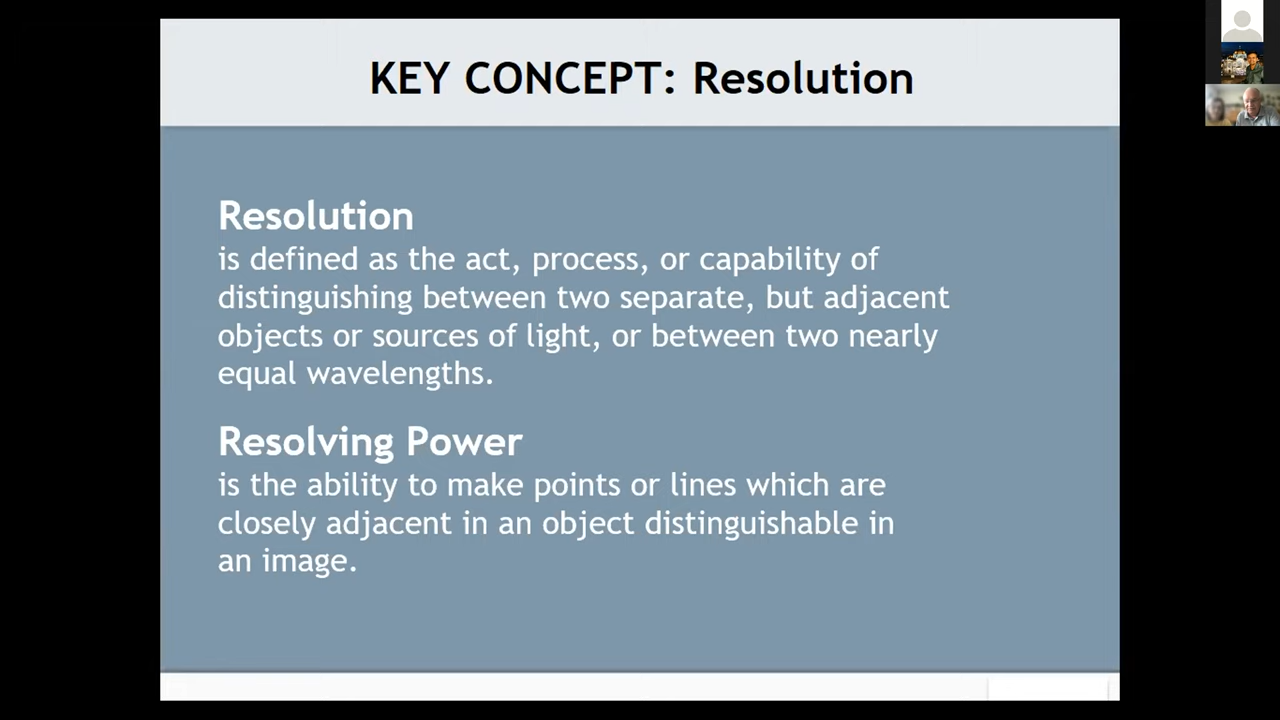 KEY CONCEPT: Resolution
Resolution
is defined as the act, process, or capability of
distinguishing between two separate, but adjacent
objects or sources of light, or between two nearly
equal wavelengths.
Resolving Power
is the ability to make points or lines which are
closely adjacent in an object distinguishable in
an image.